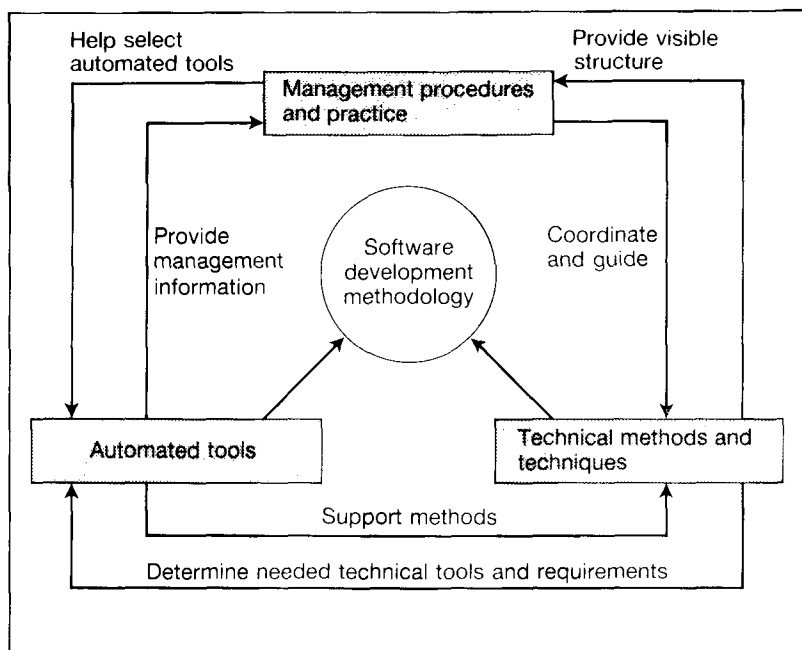 Help select
automated tools
Provide visible
structure
Management procedures
and practice
Provide
management
information
Software
development
methodology
Coordinate
and guide
Automated tools
Technical methods and
techniques
Support methods
Determine needed technical tools and requirements